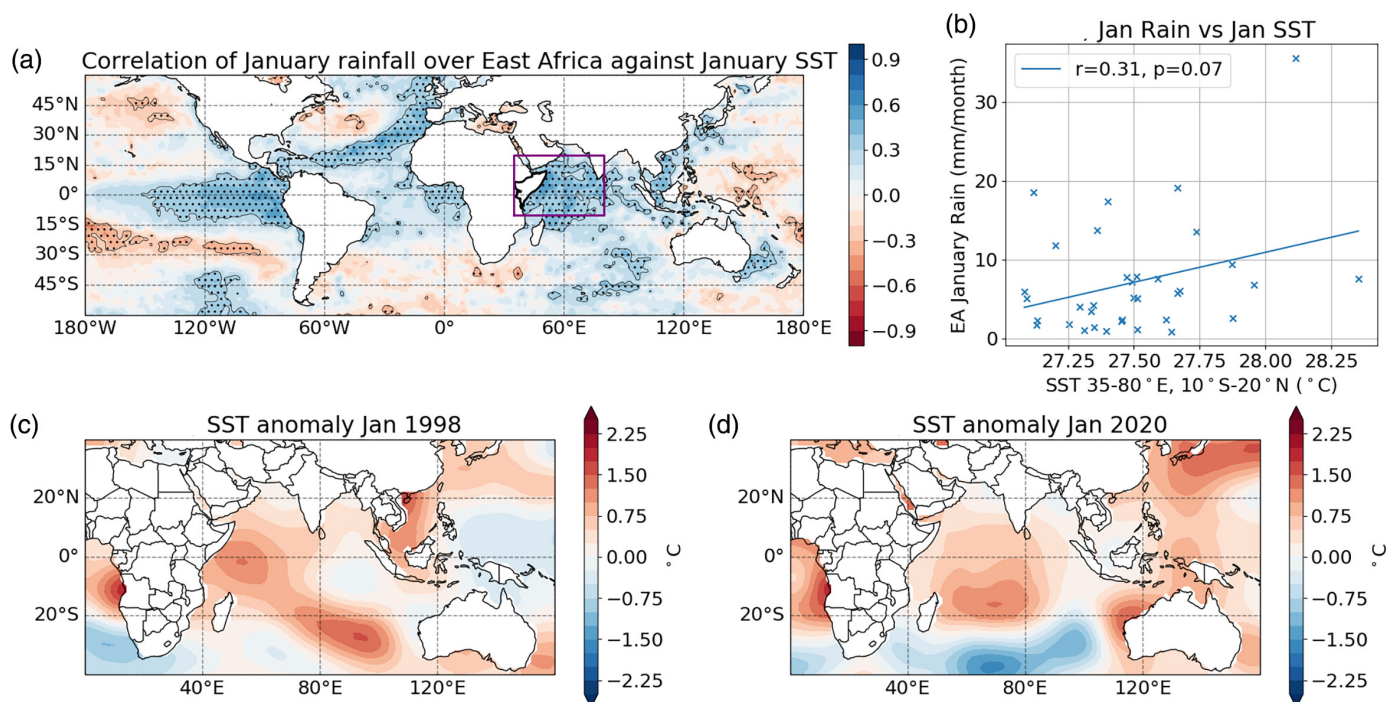 (a)
Correlation of January rainfall over East Africa against January SST
45°N
30°N
15°N
0°
15°S
30°S
45°S
180°W
120°W
60°W
0°
60°E
120°E
180°E
0.9
0.6
0.3
0.0
−0.3
−0.6
−0.9
(b)
Jan Rain vs Jan SST
r=0.31, p=0.07
EA January Rain (mm/month)
30
20
10
0
27.25
27.50
27.75
28.00
28.25
SST 35-80°E, 10°S-20°N (°C)
(c)
SST anomaly Jan 1998
20°N
0°
20°S
40°E
80°E
120°E
2.25
1.50
0.75
0.00
−0.75
−1.50
−2.25
°C
(d)
SST anomaly Jan 2020
20°N
0°
20°S
40°E
80°E
120°E
2.25
1.50
0.75
0.00
−0.75
−1.50
−2.25
°C